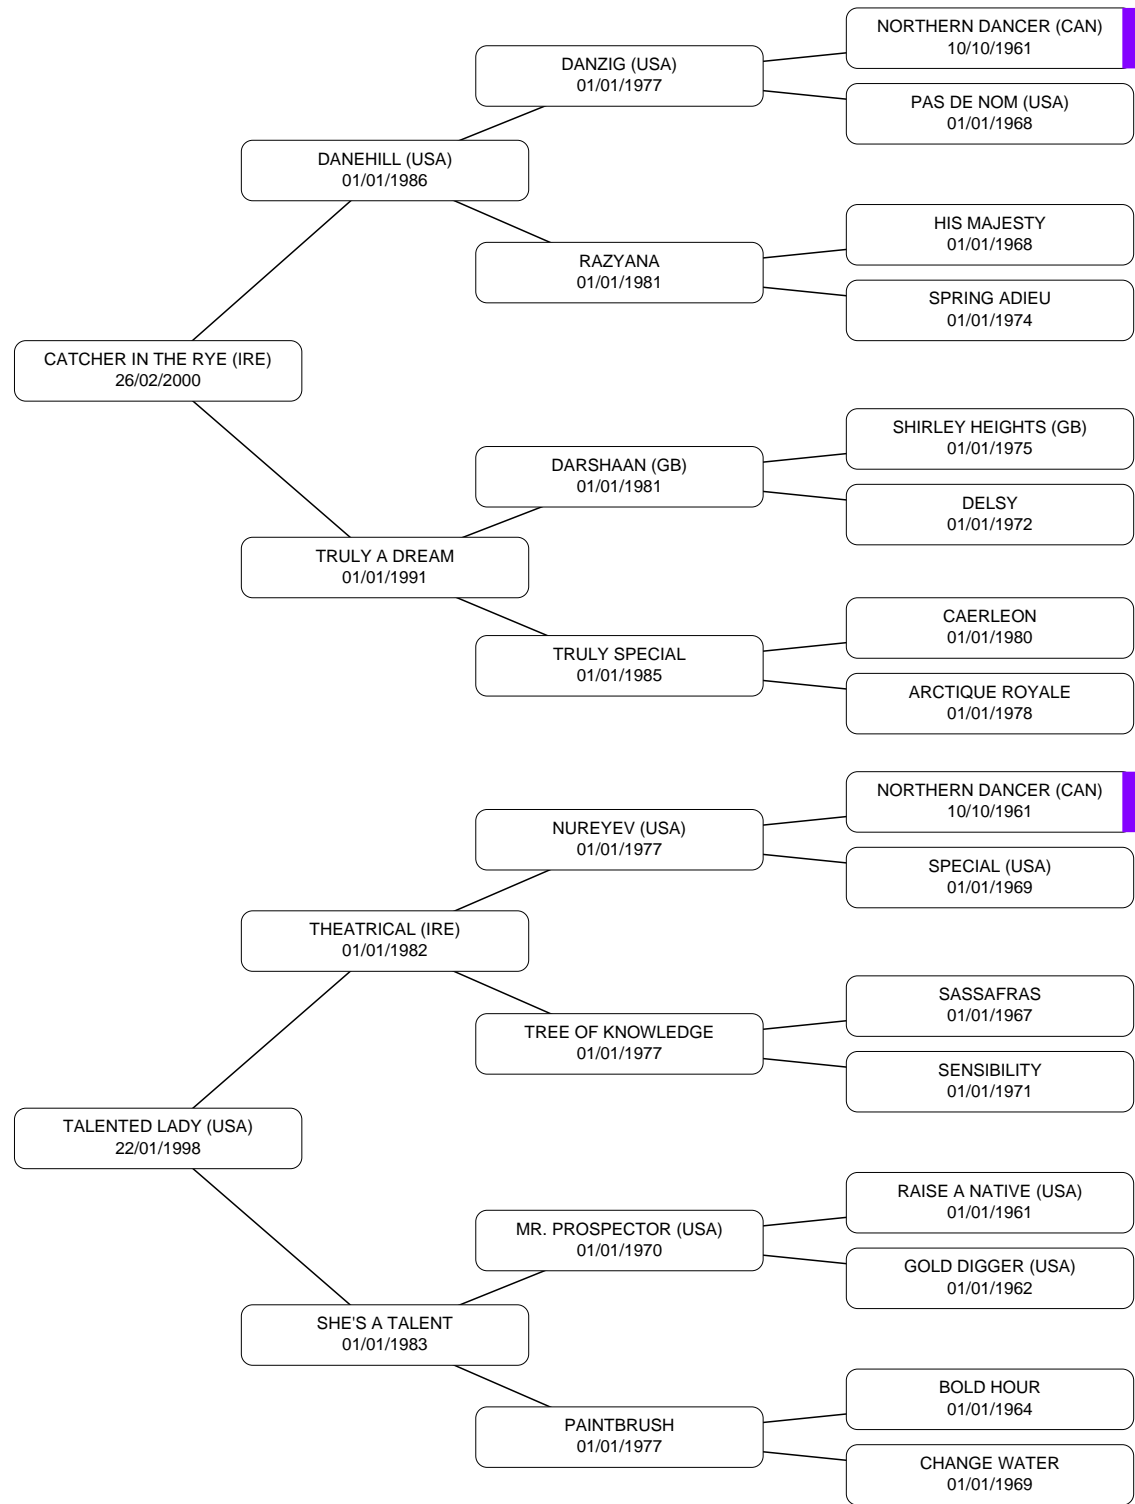 NORTHERN DANCER (CAN)
10/10/1961
DANZIG (USA)
01/01/1977
PAS DE NOM (USA)
01/01/1968
DANEHILL (USA)
01/01/1986
HIS MAJESTY
01/01/1968
RAZYANA
01/01/1981
SPRING ADIEU
01/01/1974
CATCHER IN THE RYE (IRE)
26/02/2000
SHIRLEY HEIGHTS (GB)
01/01/1975
DARSHAAN (GB)
01/01/1981
DELSY
01/01/1972
TRULY A DREAM
01/01/1991
CAERLEON
01/01/1980
TRULY SPECIAL
01/01/1985
ARCTIQUE ROYALE
01/01/1978
NORTHERN DANCER (CAN)
10/10/1961
NUREYEV (USA)
01/01/1977
SPECIAL (USA)
01/01/1969
THEATRICAL (IRE)
01/01/1982
SASSAFRAS
01/01/1967
TREE OF KNOWLEDGE
01/01/1977
SENSIBILITY
01/01/1971
TALENTED LADY (USA)
22/01/1998
RAISE A NATIVE (USA)
01/01/1961
MR. PROSPECTOR (USA)
01/01/1970
GOLD DIGGER (USA)
01/01/1962
SHE'S A TALENT
01/01/1983
BOLD HOUR
01/01/1964
PAINTBRUSH
01/01/1977
CHANGE WATER
01/01/1969